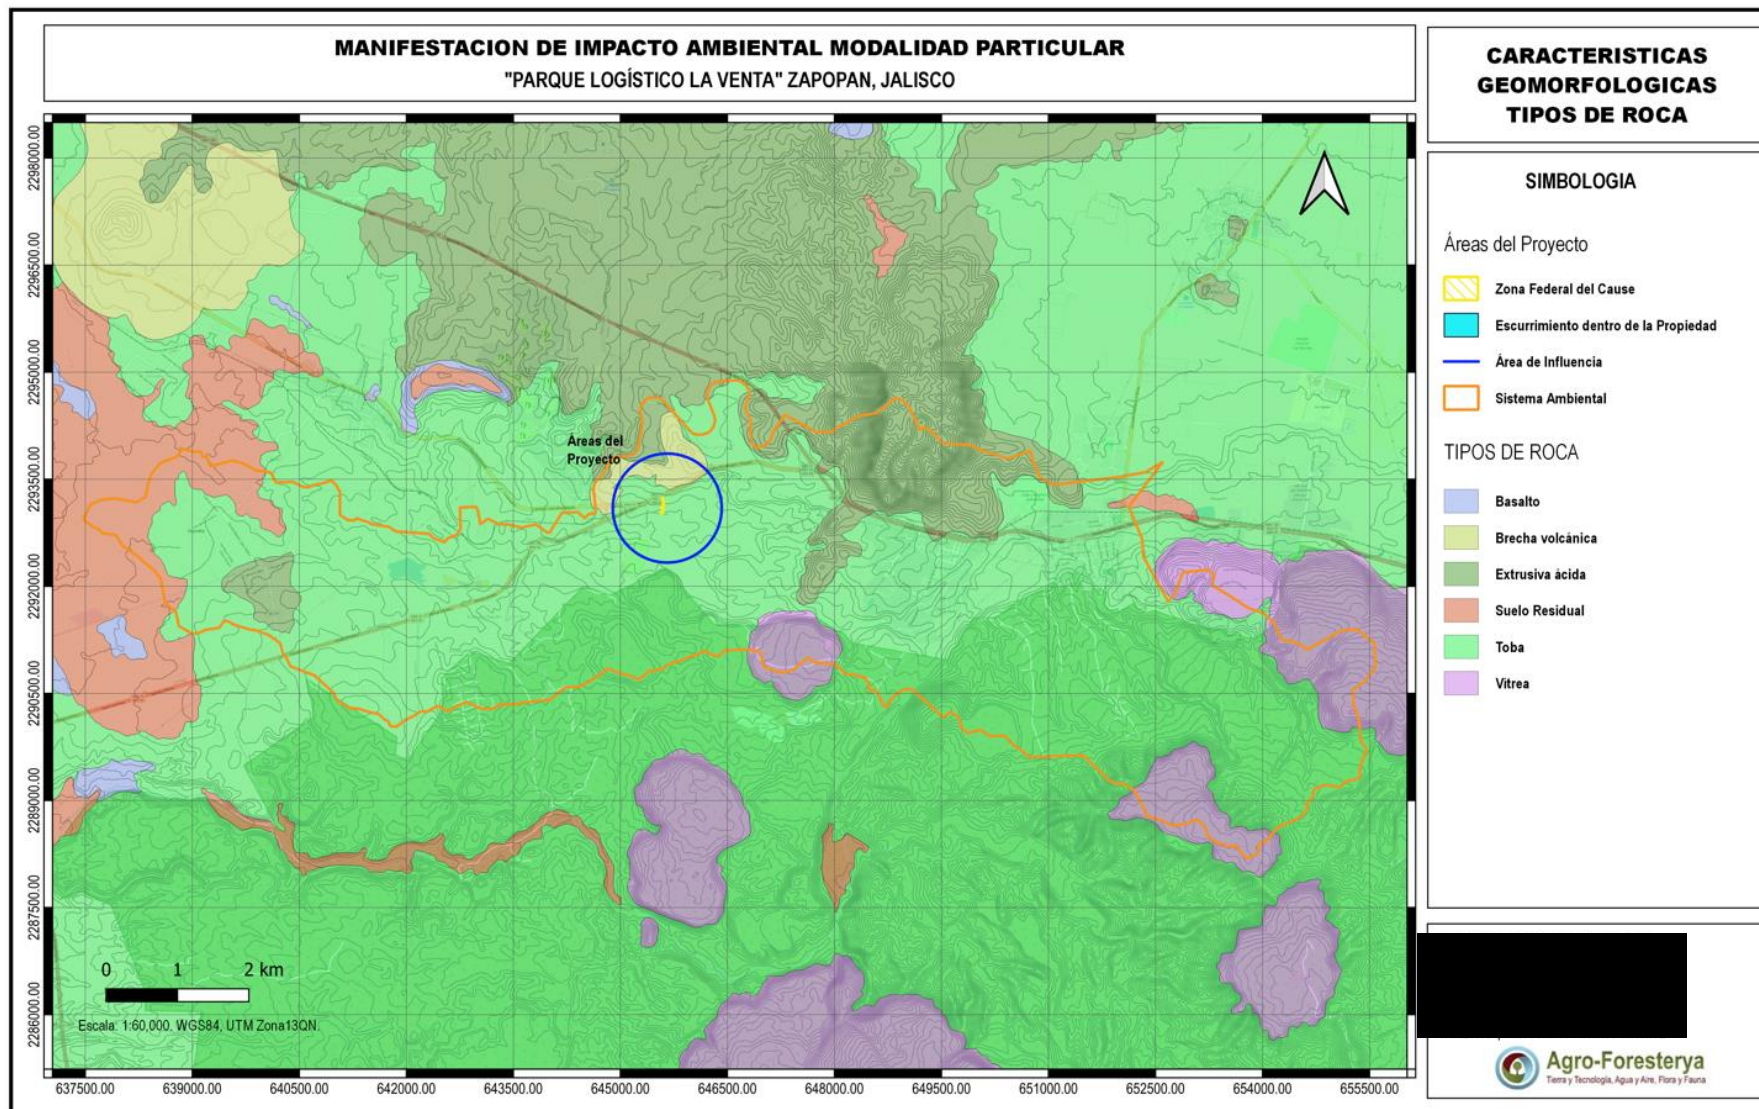 MANIFESTACION DE IMPACTO AMBIENTAL MODALIDAD PARTICULAR
"PARQUE LOGÍSTICO LA VENTA" ZAPOPAN, JALISCO
CARACTERISTICAS
GEOMORFOLOGICAS
TIPOS DE ROCA
SIMBOLOGIA
Áreas del Proyecto
Zona Federal del Cause
Escurrimiento dentro de la Propiedad
Área de Influencia
Sistema Ambiental
TIPOS DE ROCA
Basalto
Brecha volcánica
Extrusiva ácida
Suelo Residual
Toba
Vitrea
2298000.00
2296500.00
2295000.00
2293500.00
2292000.00
2290500.00
2289000.00
2287500.00
2286000.00
Áreas del
Proyecto
0 1 2 km
Escala: 1:60,000. WGS84, UTM Zona13QN.
637500.00 639000.00 640500.00 642000.00 643500.00 645000.00 646500.00 648000.00 649500.00 651000.00 652500.00 654000.00 655500.00
Agro-Foresterya
Tierra y Tecnología, Agua y Aire, Flora y Fauna